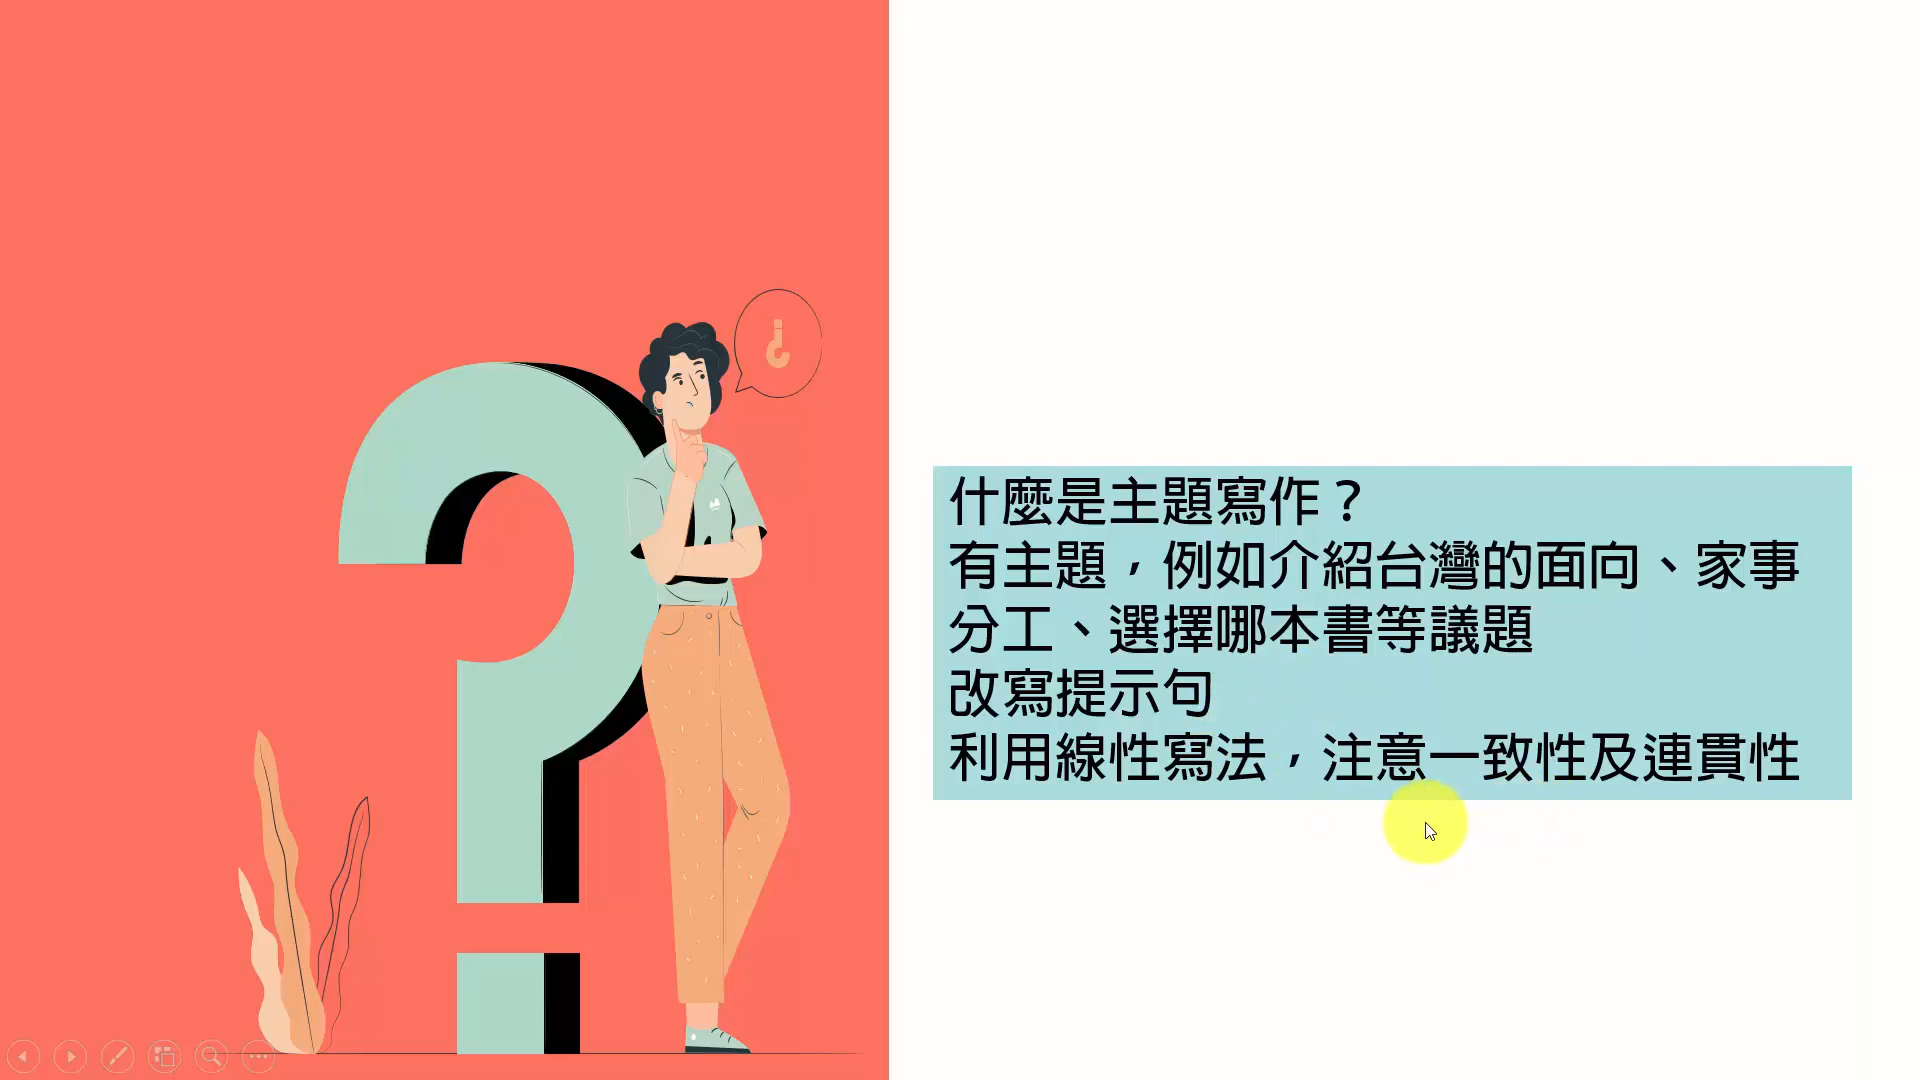 什麼是主題寫作？
有主題，例如介紹台灣的面向、家事
分工、選擇哪本書等議題
改寫提示句
利用線性寫法，注意一致性及連貫性